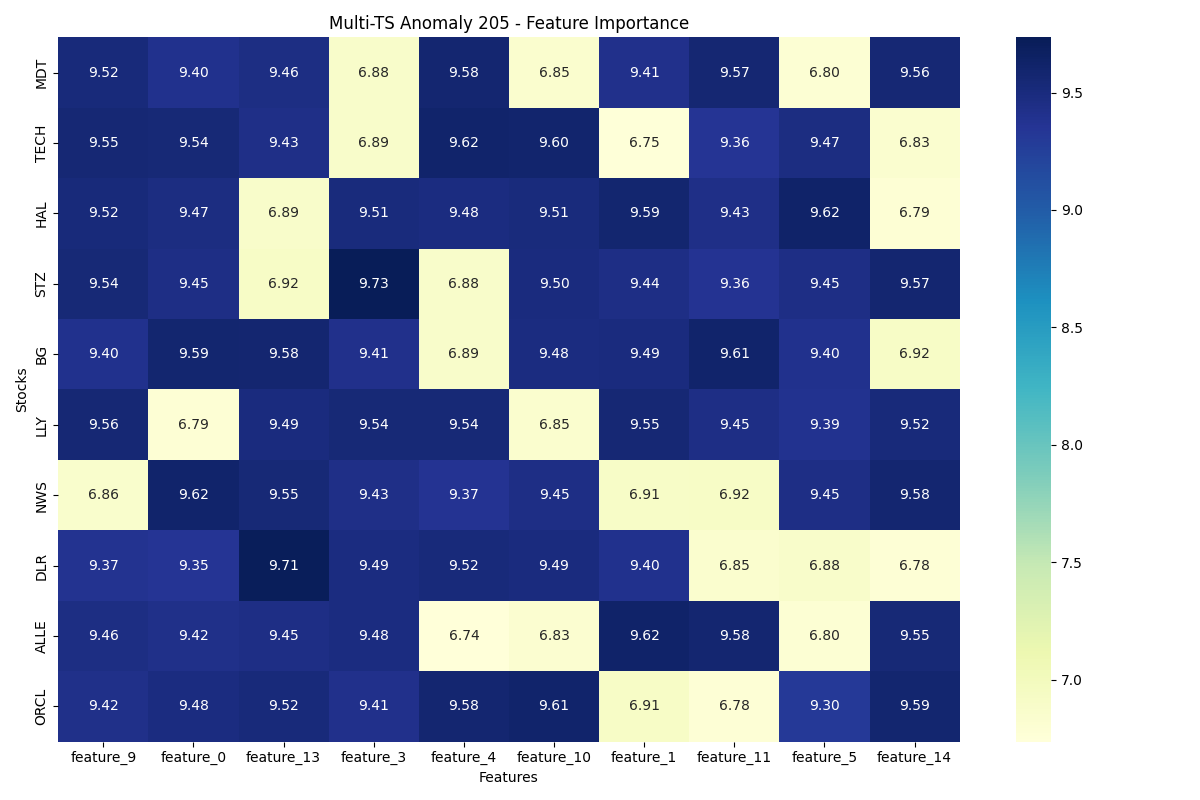 Multi-TS Anomaly 205 - Feature Importance
Stocks
MDT 9.52 9.40 9.46 6.88 9.58 6.85 9.41 9.57 6.80 9.56
TECH 9.55 9.54 9.43 6.89 9.62 9.60 6.75 9.36 9.47 6.83
HAL 9.52 9.47 6.89 9.51 9.48 9.51 9.59 9.43 9.62 6.79
STZ 9.54 9.45 6.92 9.73 6.88 9.50 9.44 9.36 9.45 9.57
BG 9.40 9.59 9.58 9.41 6.89 9.48 9.49 9.61 9.40 6.92
LLY 9.56 6.79 9.49 9.54 9.54 6.85 9.55 9.45 9.39 9.52
NWS 6.86 9.62 9.55 9.43 9.37 9.45 6.91 6.92 9.45 9.58
DLR 9.37 9.35 9.71 9.49 9.52 9.49 9.40 6.85 6.88 6.78
ALLE 9.46 9.42 9.45 9.48 6.74 6.83 9.62 9.58 6.80 9.55
ORCL 9.42 9.48 9.52 9.41 9.58 9.61 6.91 6.78 9.30 9.59
feature_9 feature_0 feature_13 feature_3 feature_4 feature_10 feature_1 feature_11 feature_5 feature_14
Features
9.5
9.0
8.5
8.0
7.5
7.0